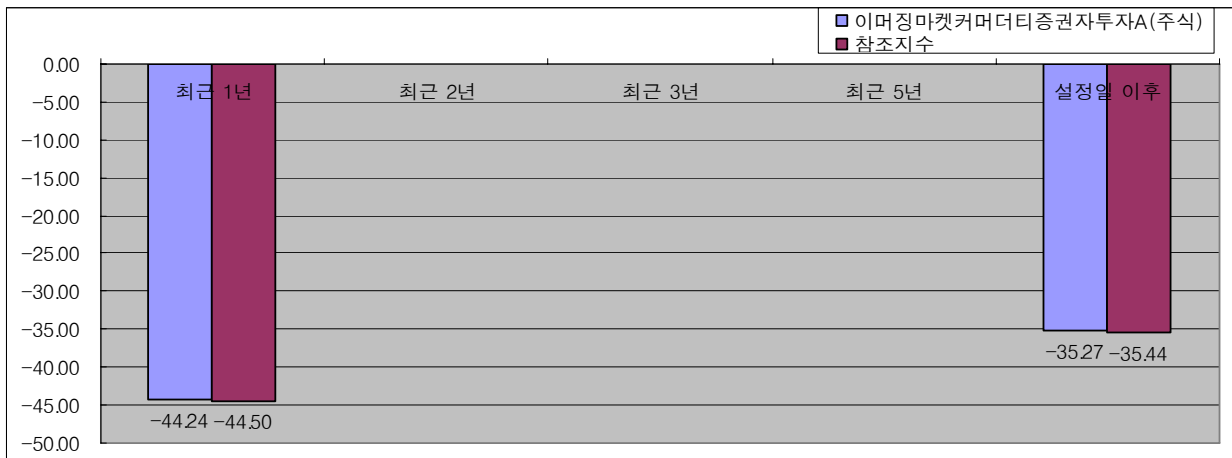 이머징마켓커머더티증권자투자A(주식)
참조지수
0.00
-5.00
-10.00
-15.00
-20.00
-25.00
-30.00
-35.00
-40.00
-45.00
-50.00
최근 1년
최근 2년
최근 3년
최근 5년
설정일 이후
-44.24
-44.50
-35.27
-35.44